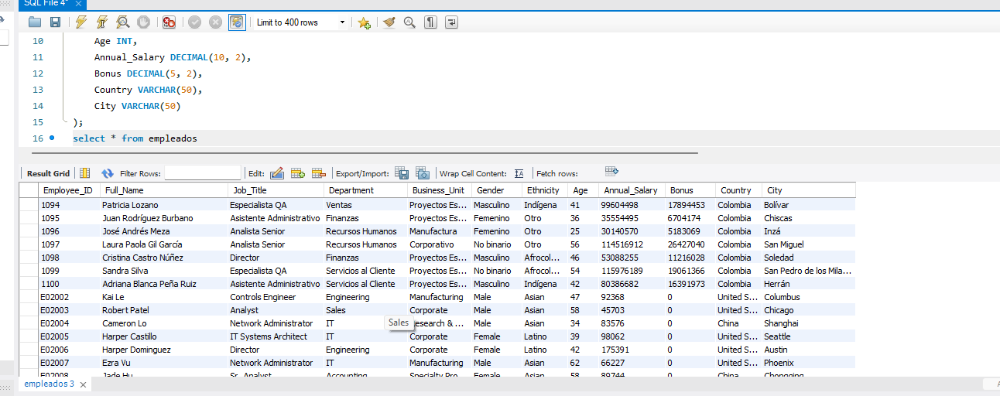 SQL File 4*
Limit to 400 rows
10 Age INT,
11 Annual_Salary DECIMAL(10, 2),
12 Bonus DECIMAL(5, 2),
13 Country VARCHAR(50),
14 City VARCHAR(50)
15 );
16 select * from empleados
Result Grid Filter Rows: Edit: Export/Import: Wrap Cell Content: Fetch rows:
Employee_ID Full_Name Job_Title Department Business_Unit Gender Ethnicity Age Annual_Salary Bonus Country City
1094 Patricia Lozano Especialista QA Ventas Proyectos Es... Masculino Indígena 41 99604498 17894453 Colombia Bolívar
1095 Juan Rodríguez Burbano Asistente Administrativo Finanzas Proyectos Es... Femenino Otro 36 35554495 6704174 Colombia Chiscas
1096 José Andrés Meza Analista Senior Recursos Humanos Manufactura Femenino Otro 25 30140570 5183069 Colombia Inzá
1097 Laura Paola Gil García Analista Senior Recursos Humanos Corporativo No binario Otro 56 114516912 26427040 Colombia San Miguel
1098 Cristina Castro Núñez Director Finanzas Proyectos Es... Masculino Afrocol... 46 53088255 11216028 Colombia Soledad
1099 Sandra Silva Especialista QA Servicios al Cliente Proyectos Es... No binario Afrocol... 54 115976189 19061366 Colombia San Pedro de los Mila...
1100 Adriana Blanca Peña Ruiz Asistente Administrativo Servicios al Cliente Proyectos Es... Masculino Indígena 42 80386682 16391973 Colombia Herrán
E02002 Kai Le Controls Engineer Engineering Manufacturing Male Asian 47 92368 0 United S... Columbus
E02003 Robert Patel Analyst Sales Corporate Male Asian 58 45703 0 United S... Chicago
E02004 Cameron Lo Network Administrator IT Sales esearch & ... Male Asian 34 83576 0 China Shanghai
E02005 Harper Castillo IT Systems Architect IT Corporate Female Latino 39 98062 0 United S... Seattle
E02006 Harper Dominguez Director Engineering Corporate Female Latino 42 175391 0 United S... Austin
E02007 Ezra Vu Network Administrator IT Manufacturing Male Asian 62 66227 0 United S... Phoenix
E02008 Jade Hu Sr. Analyst Accounting Specialty Pro... Female Asian 58 89744 0 China Chongqing
empleados 3